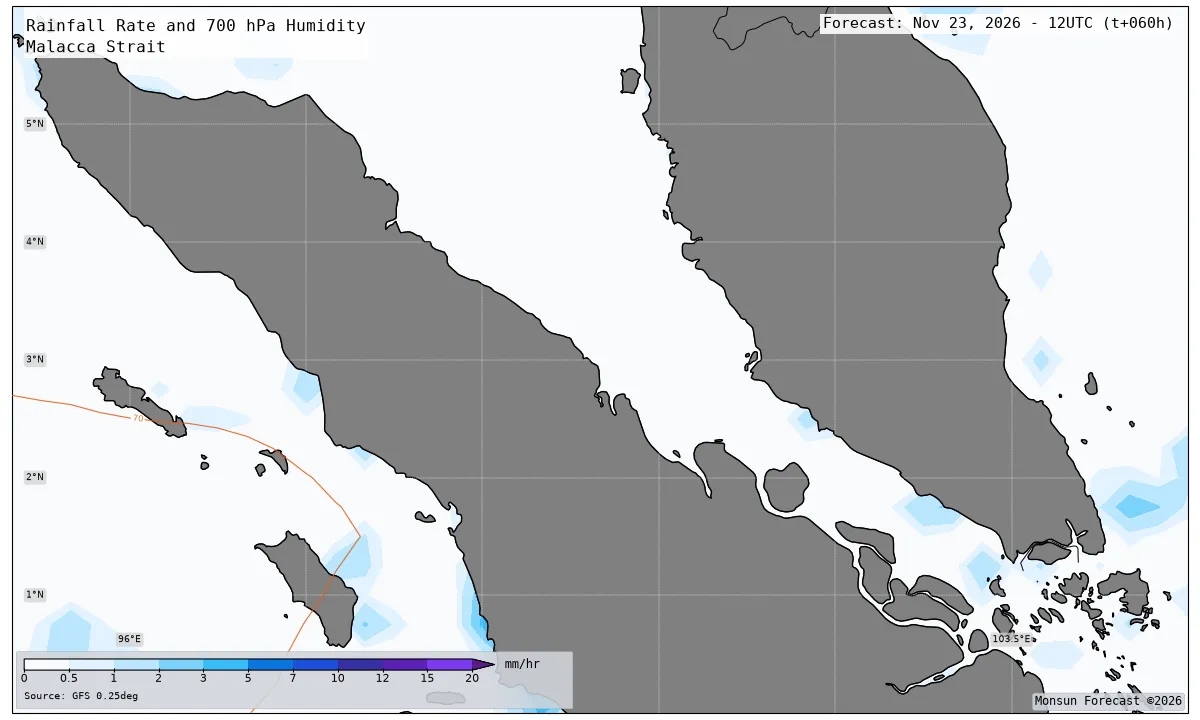 Rainfall Rate and 700 hPa Humidity
Malacca Strait
Forecast: Nov 23, 2026 - 12UTC (t+060h)
5°N
4°N
3°N
70
2°N
1°N
96°E
103.5°E
0 0.5 1 2 3 5 7 10 12 15 20 mm/hr
Source: GFS 0.25deg
Monsun Forecast ©2026